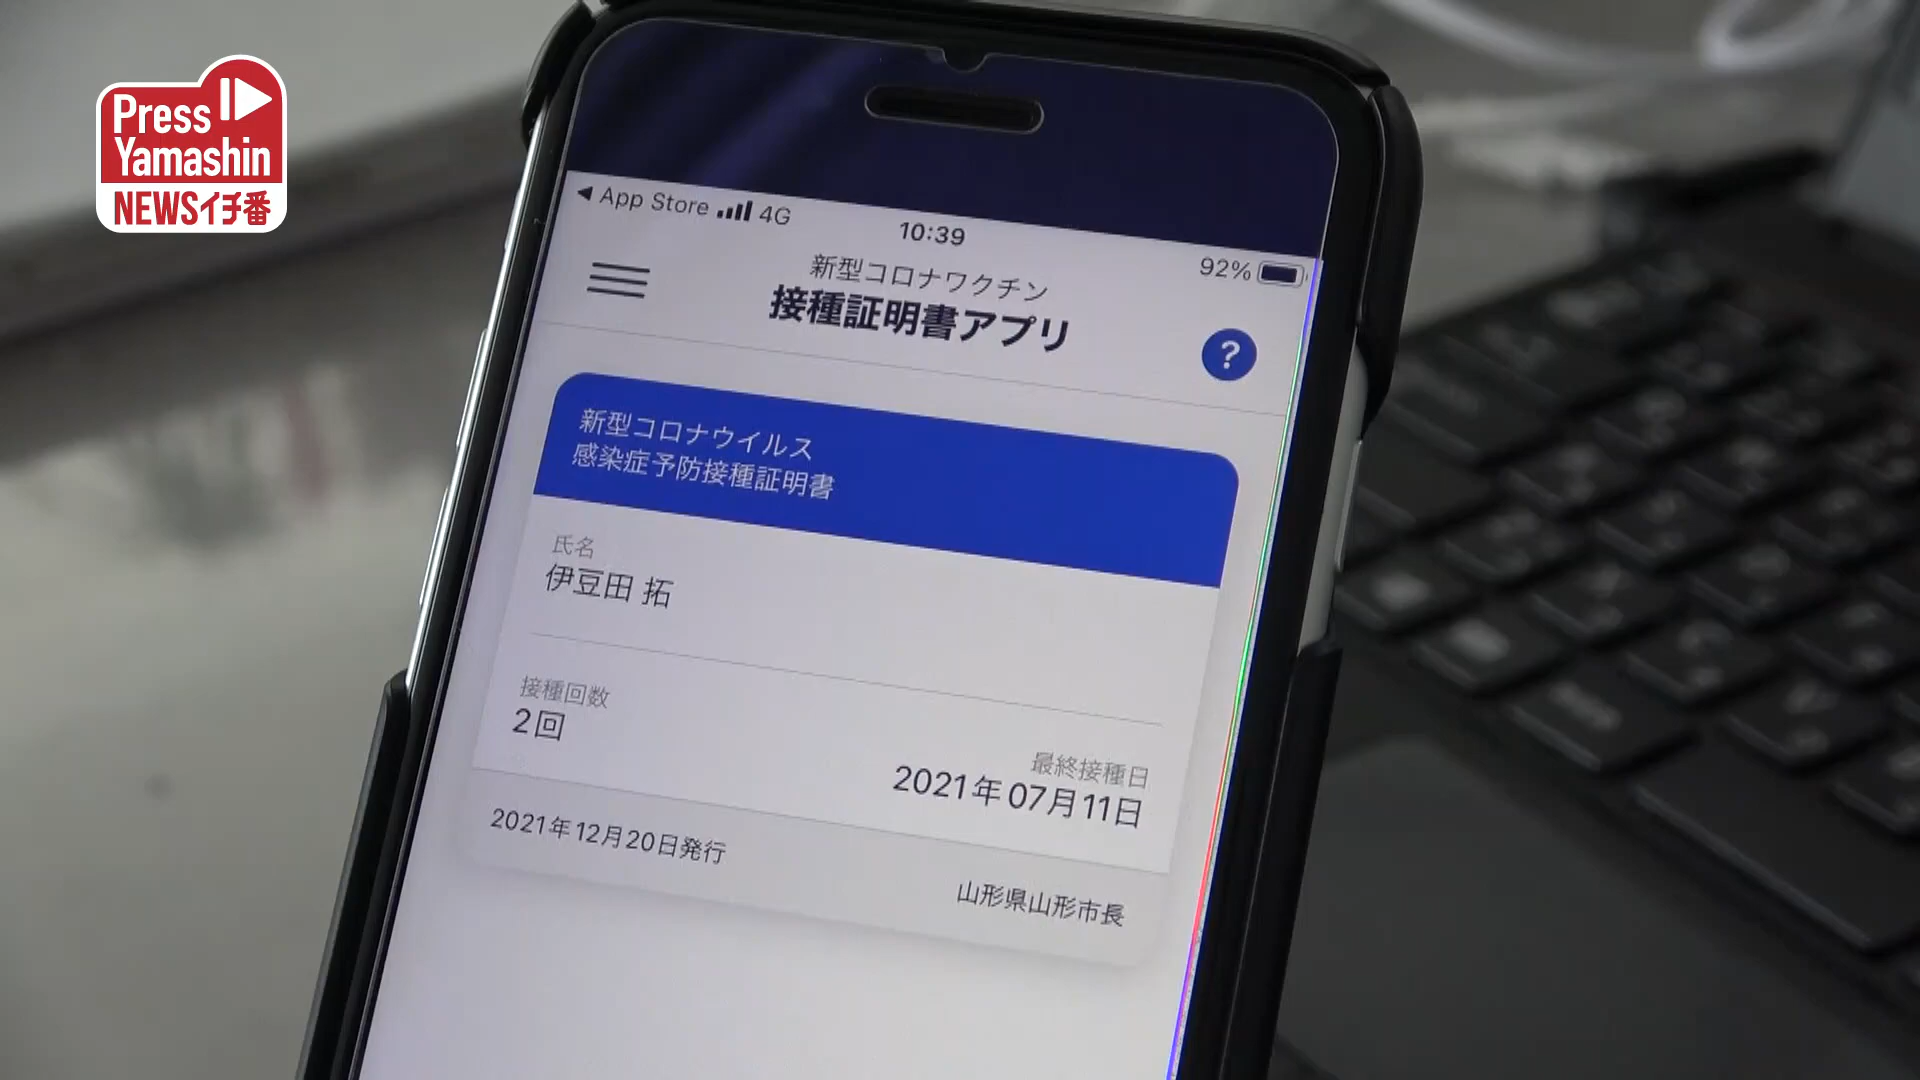 Press
Yamashin
NEWSイチ番
◀ App Store 4G
10:39
92%
新型コロナワクチン
接種証明書アプリ
?
新型コロナウイルス
感染症予防接種証明書
氏名
伊豆田 拓
接種回数
2回
最終接種日
2021年07月11日
2021年12月20日発行
山形県山形市長